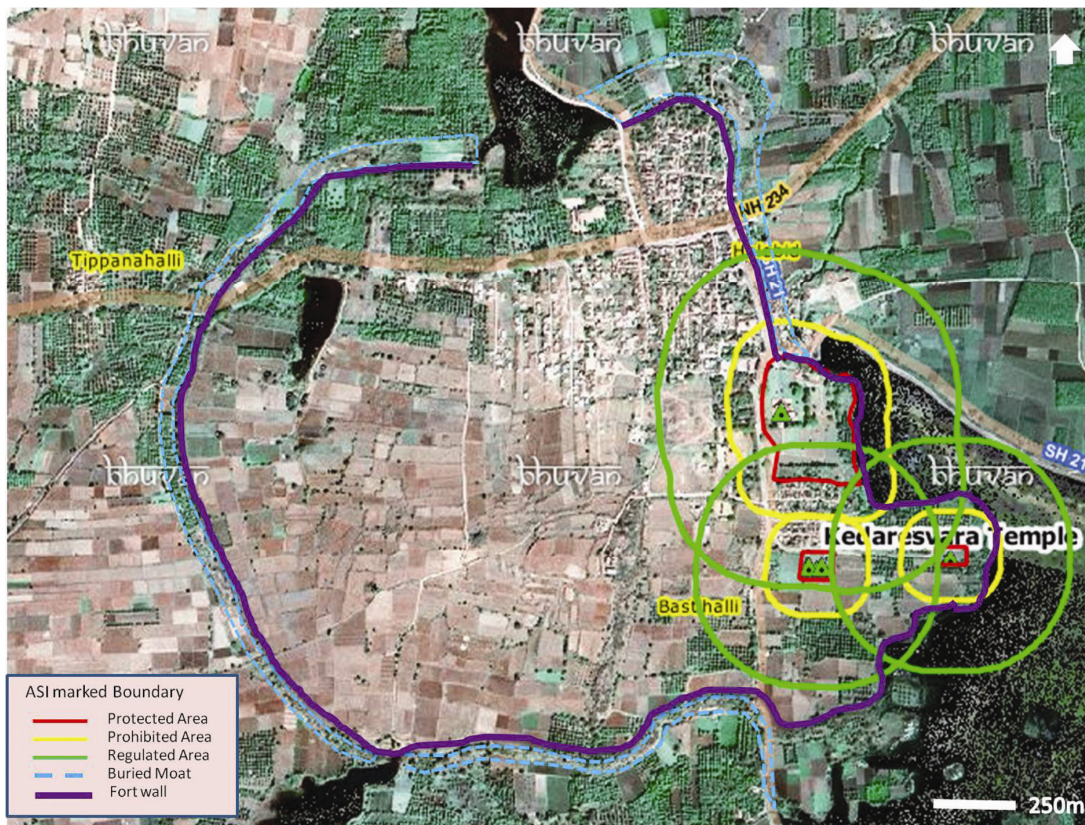 bhuvan bhuvan bhuvan
NH 234
Tippanahalli
SH 21
bhuvan bhuvan bhuvan
SH 21
Kedaresvara Temple
Bastihalli
ASI marked Boundary
Protected Area
Prohibited Area
Regulated Area
Buried Moat
Fort wall
250m